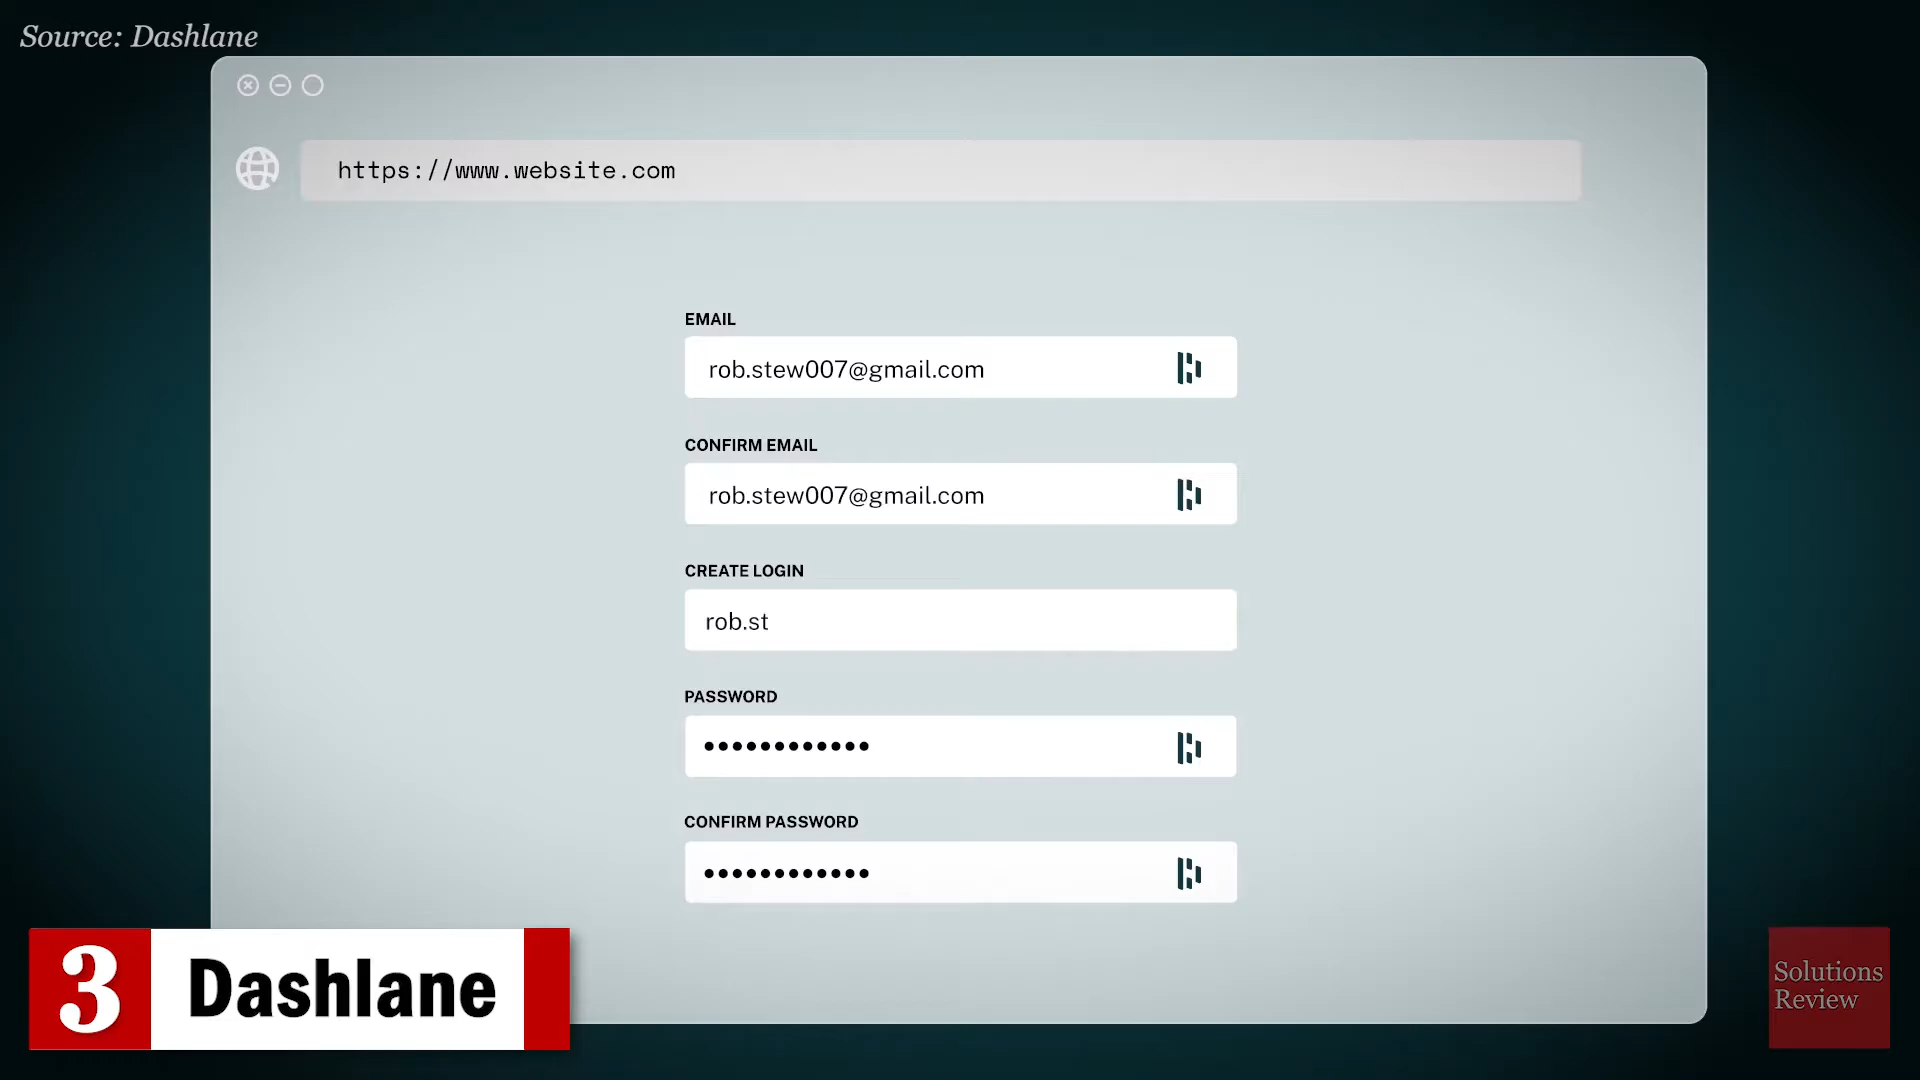 Source: Dashlane
https://www.website.com
EMAIL
rob.stew007@gmail.com
CONFIRM EMAIL
rob.stew007@gmail.com
CREATE LOGIN
rob.st
PASSWORD
••••••••••••
CONFIRM PASSWORD
••••••••••••
3 Dashlane
Solutions
Review